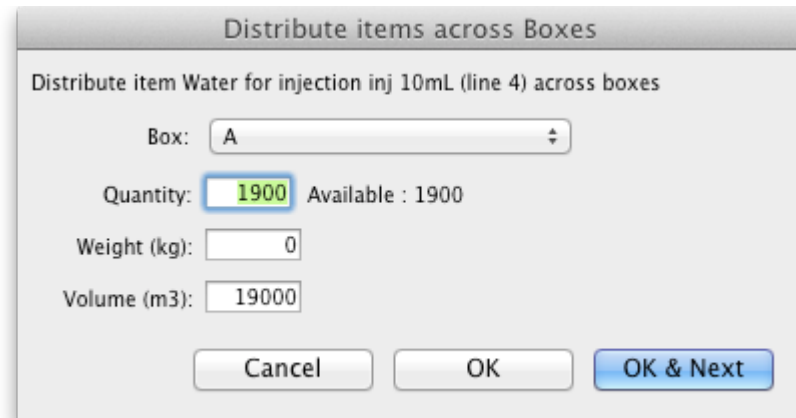 Distribute items across Boxes
Distribute item Water for injection inj 10mL (line 4) across boxes
Box: A
Quantity: 1900 Available : 1900
Weight (kg): 0
Volume (m3): 19000
Cancel OK OK & Next